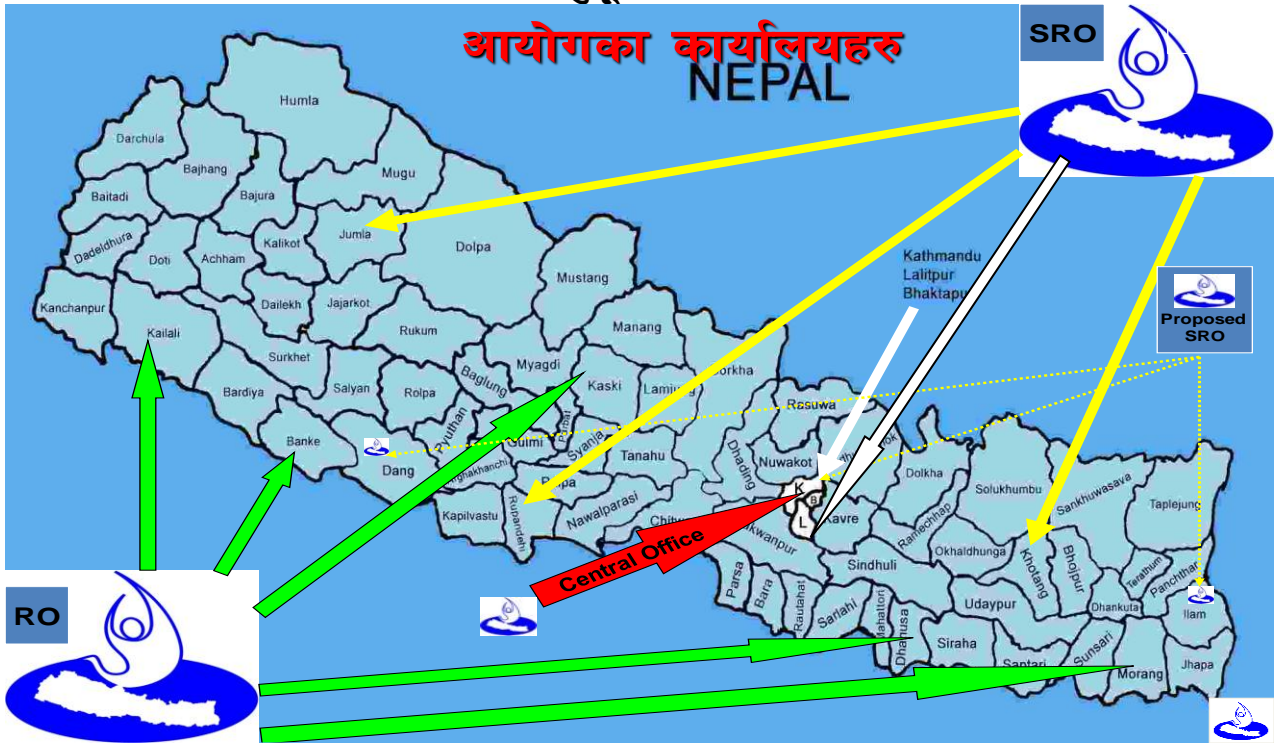 आयोगका कार्यालयहरु
NEPAL
SRO
Humla
Darchula
Bajhang
Mugu
Baitadi
Bajura
Jumla
Dolpa
Dadeldhura
Doti
Achham
Kalikot
Mustang
Kathmandu
Lalitpur
Bhaktapur
Kanchanpur
Kailali
Dailekh
Jajarkot
Rukum
Manang
Proposed
SRO
Surkhet
Myagdi
Baglung
Kaski
Lamjung
Gorkha
Bardiya
Salyan
Rolpa
Parbat
Rasuwa
Banke
Dang
Pyuthan
Gulmi
Syanja
Tanahu
Dhading
Nuwakot
Dolkha
Solukhumbu
Sankhuwasava
Taplejung
Arghakhanchi
Palpa
K
B
L
Kavre
Ramechhap
Kapilvastu
Rupandehi
Nawalparasi
Central Office
Sindhuli
Okhaldhunga
Khotang
Bhojpur
Terathum
Panchthar
Parsa
Bara
Rautahat
Sarlahi
Mahattori
Dhanusa
Udaypur
Dhankuta
Ilam
RO
Siraha
Saptari
Sunsari
Morang
Jhapa